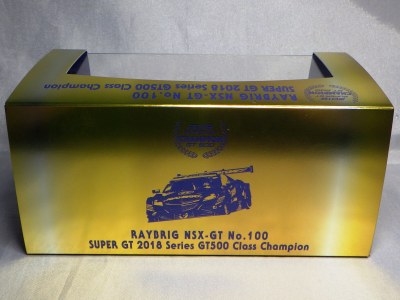 RAYBRIG NSX-GT No.100
SUPER GT 2018 Series GT500 Class Champion
RAYBRIG NSX-GT No.100
SUPER GT 2018 Series GT500 Class Champion